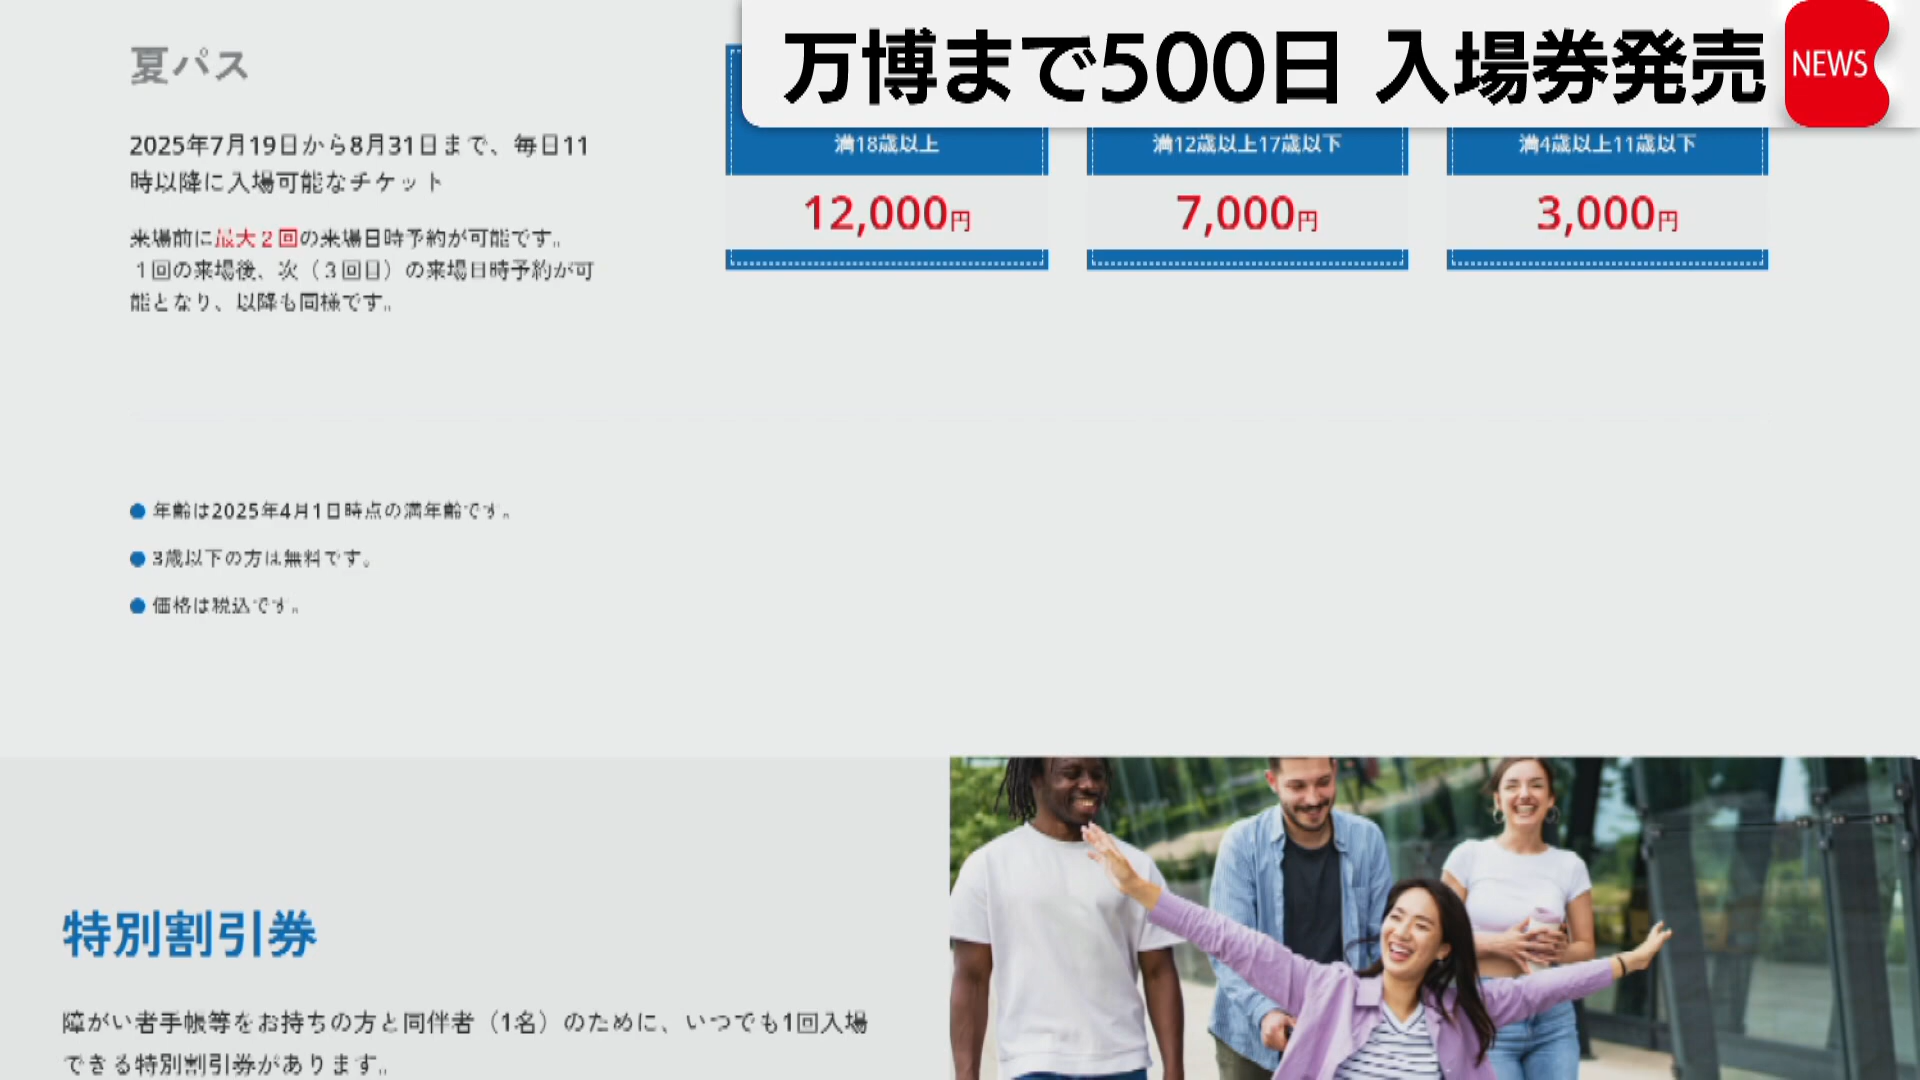 万博まで500日 入場券発売
NEWS
夏パス
2025年7月19日から8月31日まで、毎日11
時以降に入場可能なチケット
来場前に最大２回の来場日時予約が可能です。
１回の来場後、次（３回目）の来場日時予約が可
能となり、以降も同様です。
満18歳以上
12,000円
満12歳以上17歳以下
7,000円
満4歳以上11歳以下
3,000円
年齢は2025年4月1日時点の満年齢です。
3歳以下の方は無料です。
価格は税込です。
特別割引券
障がい者手帳等をお持ちの方と同伴者（1名）のために、いつでも1回入場
できる特別割引券があります。